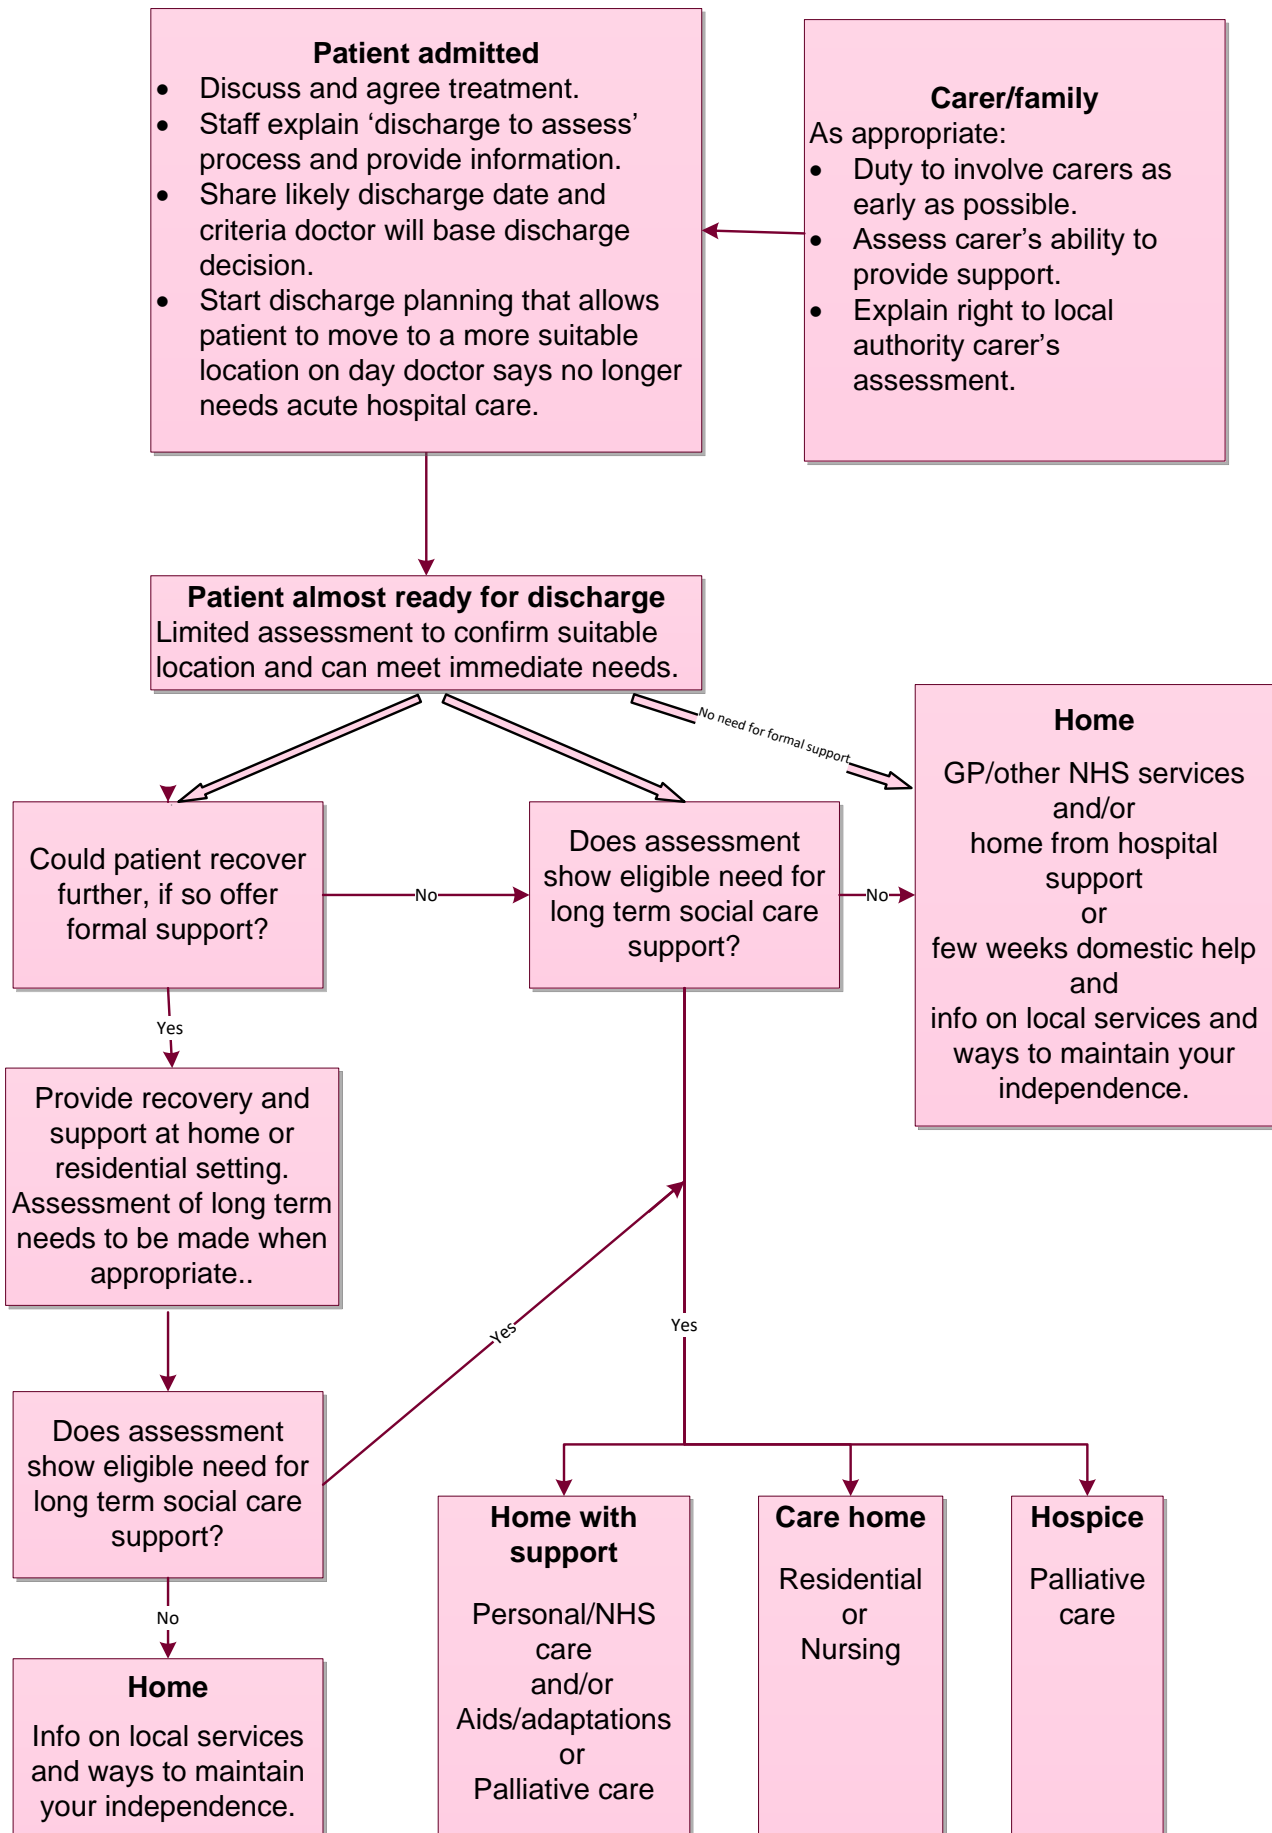 Patient admitted
• Discuss and agree treatment.
• Staff explain ‘discharge to assess’
process and provide information.
• Share likely discharge date and
criteria doctor will base discharge
decision.
• Start discharge planning that allows
patient to move to a more suitable
location on day doctor says no longer
needs acute hospital care.
Carer/family
As appropriate:
• Duty to involve carers as
early as possible.
• Assess carer’s ability to
provide support.
• Explain right to local
authority carer’s
assessment.
Patient almost ready for discharge
Limited assessment to confirm suitable
location and can meet immediate needs.
No need for formal support
Home
GP/other NHS services
and/or
home from hospital
support
or
few weeks domestic help
and
info on local services and
ways to maintain your
independence.
Could patient recover
further, if so offer
formal support?
No
Does assessment
show eligible need for
long term social care
support?
No
Yes
Provide recovery and
support at home or
residential setting.
Assessment of long term
needs to be made when
appropriate..
Yes
Yes
Does assessment
show eligible need for
long term social care
support?
No
Home
Info on local services
and ways to maintain
your independence.
Home with
support
Personal/NHS
care
and/or
Aids/adaptations
or
Palliative care
Care home
Residential
or
Nursing
Hospice
Palliative
care